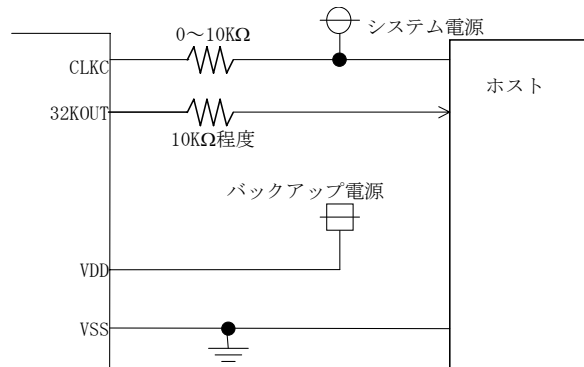 0～10KΩ
システム電源
CLKC
ホスト
32KOUT
10KΩ程度
バックアップ電源
VDD
VSS